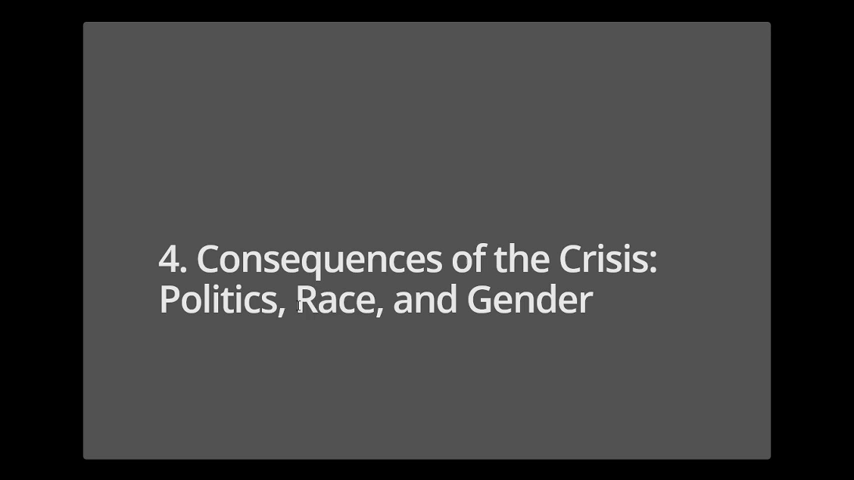 4. Consequences of the Crisis:
Politics, Race, and Gender